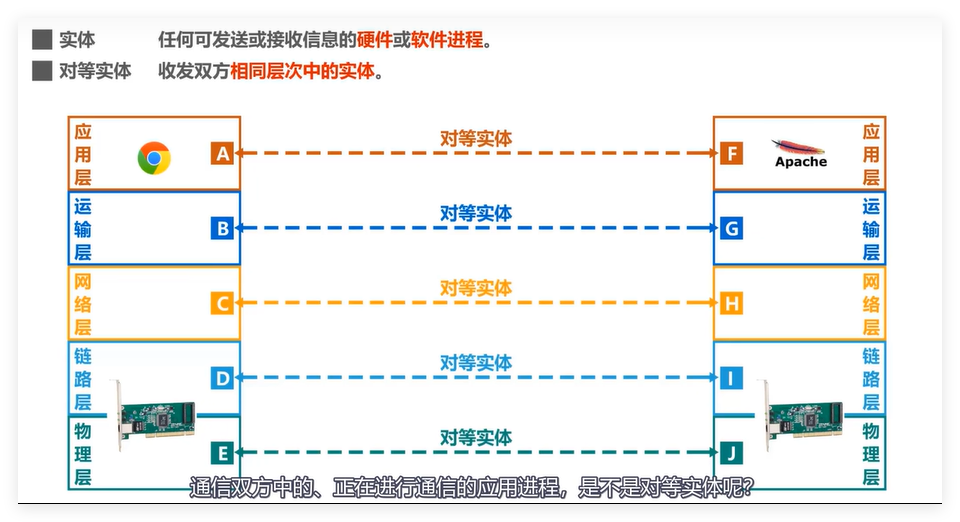 实体 任何可发送或接收信息的硬件或软件进程。
对等实体 收发双方相同层次中的实体。
应用层 A 对等实体 F Apache 应用层
运输层 B 对等实体 G 运输层
网络层 C 对等实体 H 网络层
链路层 D 对等实体 I 链路层
物理层 E 对等实体 J 物理层
通信双方中的、正在进行通信的应用进程，是不是对等实体呢？